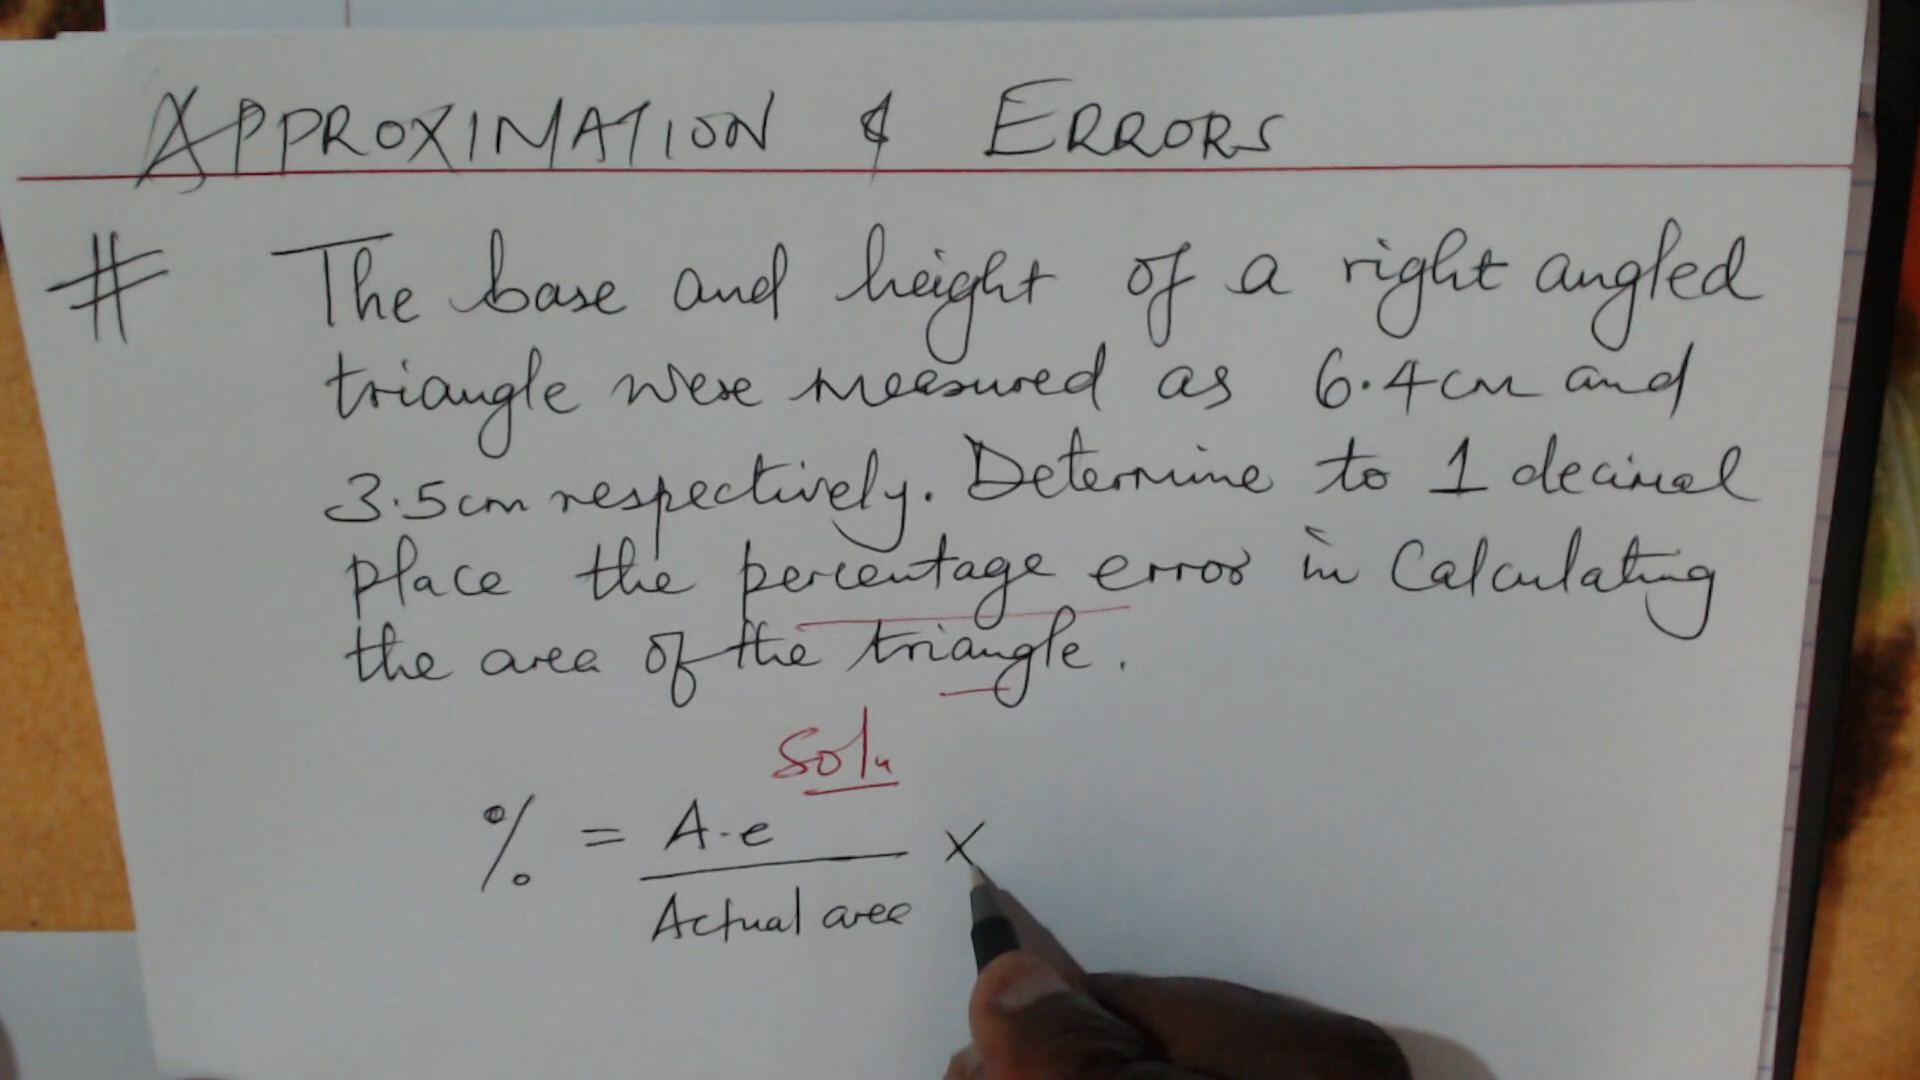 APPROXIMATION & ERRORS
# The base and height of a right angled
triangle were measured as 6.4cm and
3.5cm respectively. Determine to 1 decimal
place the percentage error in Calculating
the area of the triangle.
Soln
% = A.e / Actual area ×